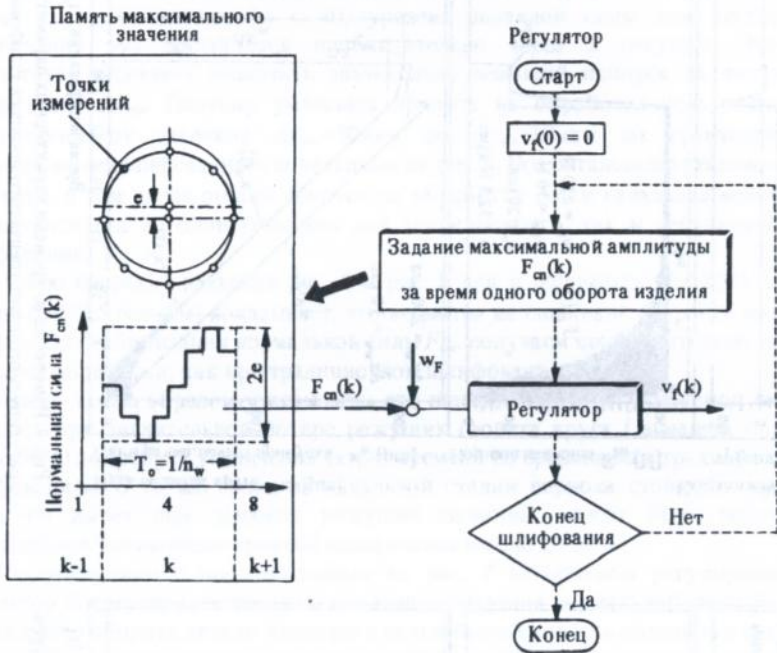 Память максимального
значения
Точки
измерений
e
Нормальная сила F_cn(k)
2e
T_o=1/n_w
1 4 8
k-1 k k+1
Регулятор
Старт
v_f(0) = 0
Задание максимальной амплитуды
F_cn(k)
за время одного оборота изделия
w_F
F_cn(k)
Регулятор
v_f(k)
Конец
шлифования
Нет
Да
Конец